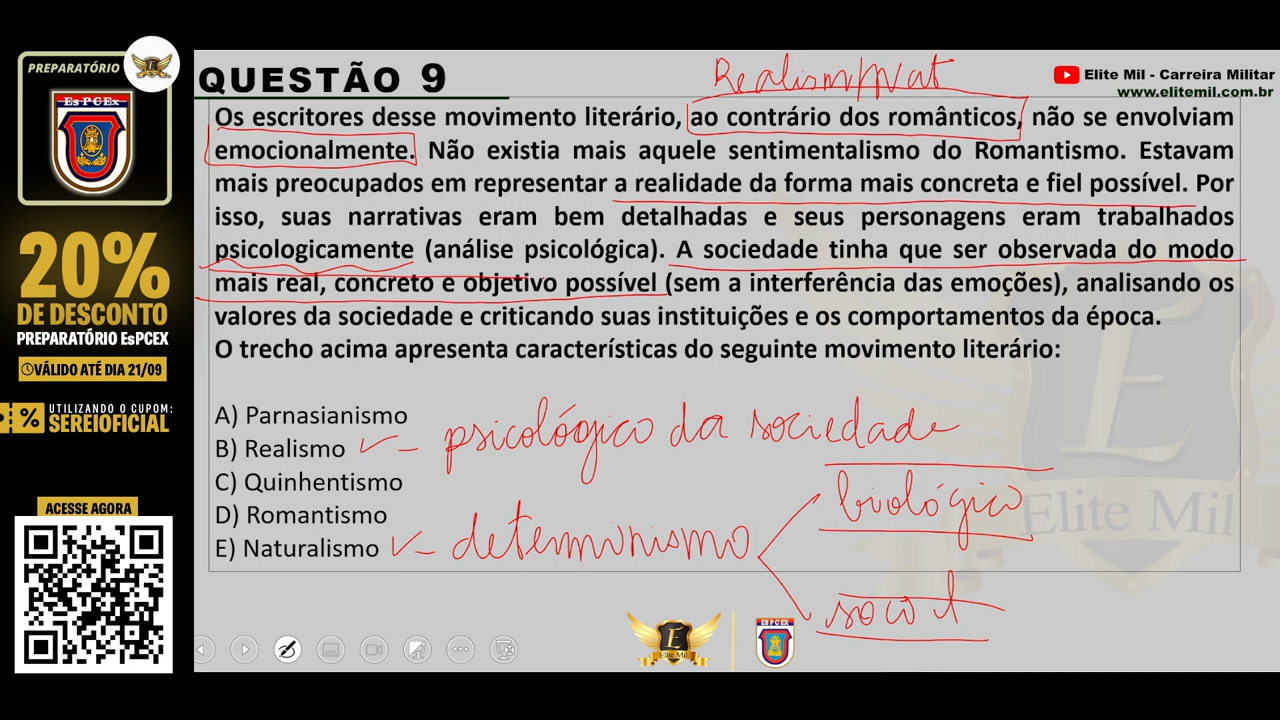 PREPARATÓRIO
EsPCEx
20%
DE DESCONTO
PREPARATÓRIO EsPCEX
VÁLIDO ATÉ DIA 21/09
% UTILIZANDO O CUPOM:
SEREIOFICIAL
ACESSE AGORA
QUESTÃO 9
Realism/Nat
Elite Mil - Carreira Militar
www.elitemil.com.br
Os escritores desse movimento literário, ao contrário dos românticos, não se envolviam
emocionalmente. Não existia mais aquele sentimentalismo do Romantismo. Estavam
mais preocupados em representar a realidade da forma mais concreta e fiel possível. Por
isso, suas narrativas eram bem detalhadas e seus personagens eram trabalhados
psicologicamente (análise psicológica). A sociedade tinha que ser observada do modo
mais real, concreto e objetivo possível (sem a interferência das emoções), analisando os
valores da sociedade e criticando suas instituições e os comportamentos da época.
O trecho acima apresenta características do seguinte movimento literário:
A) Parnasianismo
B) Realismo - psicológico da sociedade
C) Quinhentismo
D) Romantismo
E) Naturalismo - determinismo
biológico
social
E
Elite Mil
E
Elite Mil
ESPCEX